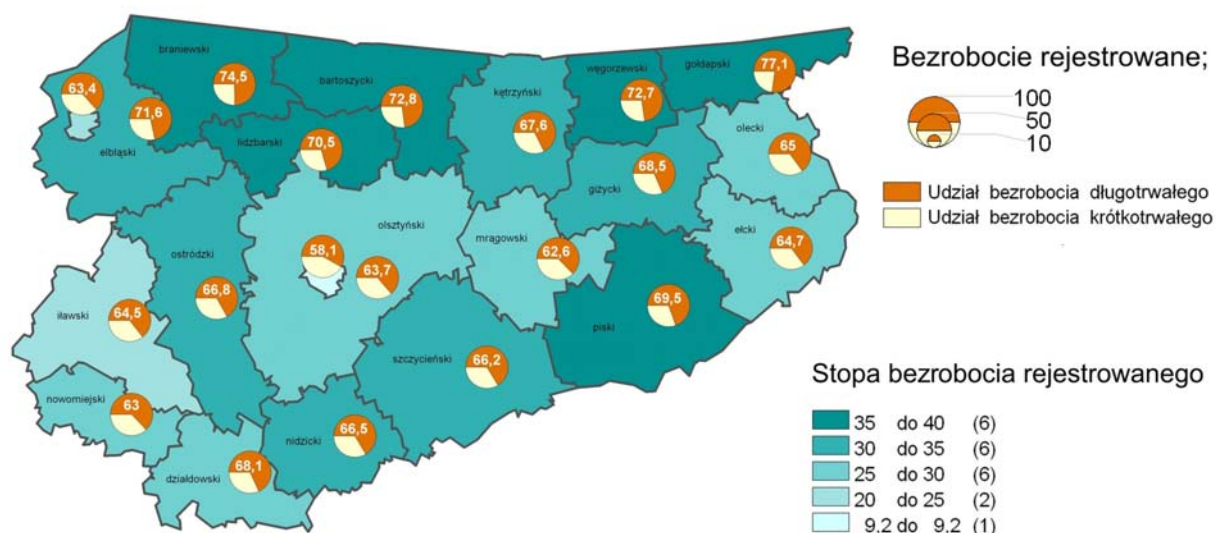 braniewski
74,5
bartoszycki
72,8
węgorzewski
72,7
gołdapski
77,1
63,4
71,6
elbląski
lidzbarski
70,5
kętrzyński
67,6
giżycki
68,5
olecki
65
ełcki
64,7
olsztyński
58,1
63,7
mrągowski
62,6
ostródzki
66,8
iławski
64,5
piski
69,5
szczycieński
66,2
nowomiejski
63
nidzicki
66,5
działdowski
68,1
Bezrobocie rejestrowane;
100
50
10
Udział bezrobocia długotrwałego
Udział bezrobocia krótkotrwałego
Stopa bezrobocia rejestrowanego
35 do 40 (6)
30 do 35 (6)
25 do 30 (6)
20 do 25 (2)
9,2 do 9,2 (1)